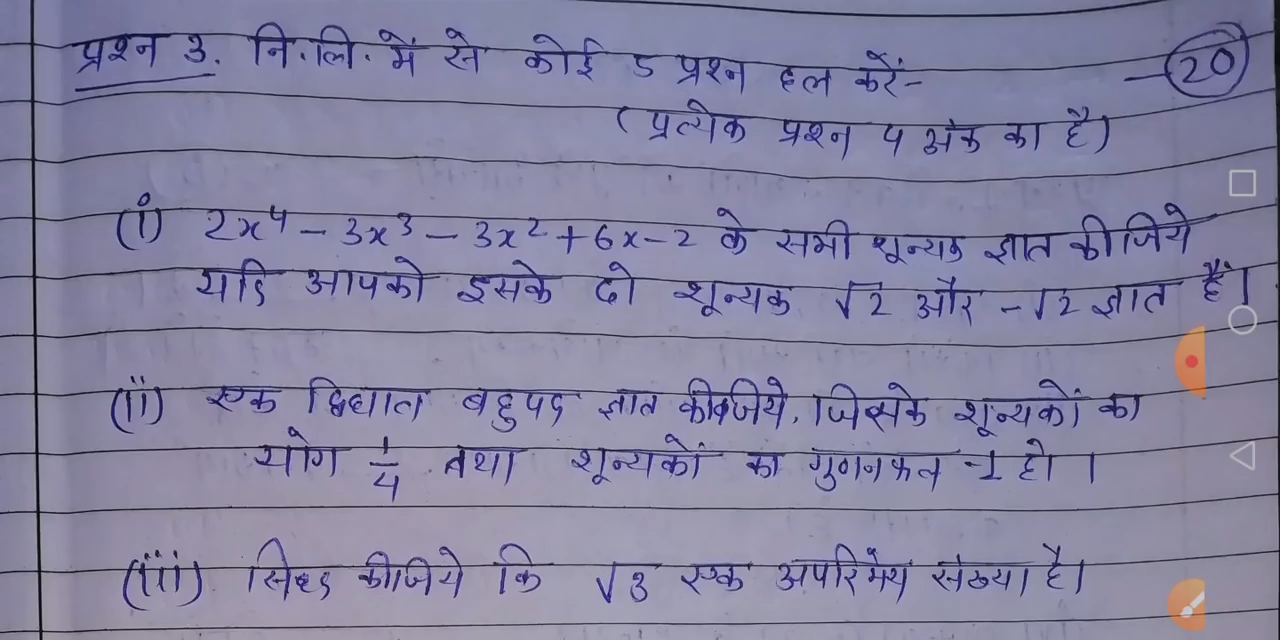 प्रश्न 3. नि.लि. में से कोई 5 प्रश्न हल करें- -20
(प्रत्येक प्रश्न 4 अंक का है)
(i) 2x⁴ - 3x³ - 3x² + 6x - 2 के सभी शून्यक ज्ञात कीजिये
यदि आपको इसके दो शून्यक √2 और -√2 ज्ञात हैं।
(ii) एक द्विघात बहुपद ज्ञात कीजिये, जिसके शून्यकों का
योग 1/4 तथा शून्यकों का गुणनफल -1 हो ।
(iii) सिद्ध कीजिये कि √3 एक अपरिमेय संख्या है।